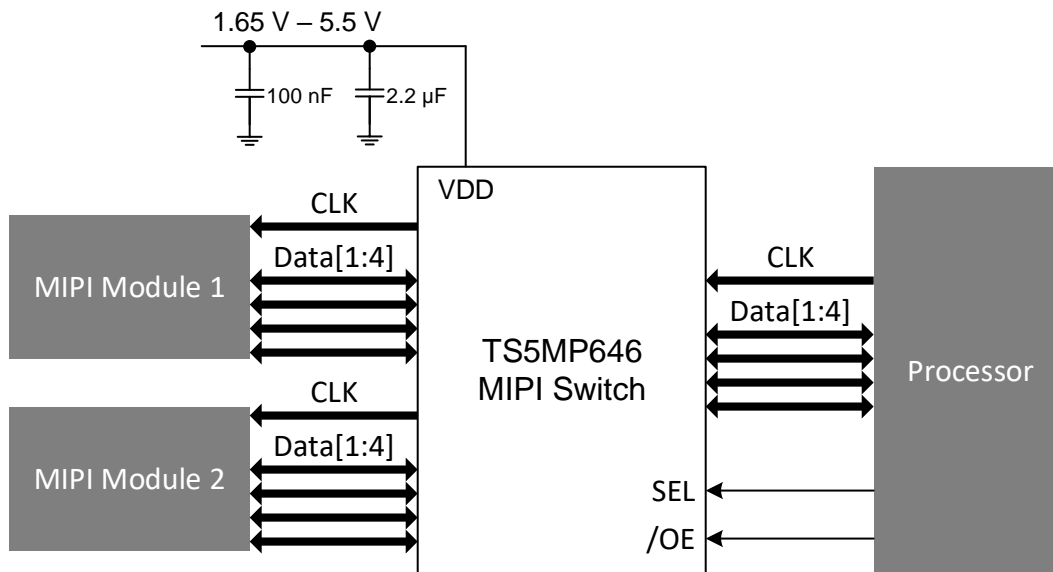 1.65 V – 5.5 V
100 nF
2.2 µF
VDD
CLK
Data[1:4]
MIPI Module 1
CLK
Data[1:4]
MIPI Module 2
TS5MP646
MIPI Switch
CLK
Data[1:4]
Processor
SEL
/OE